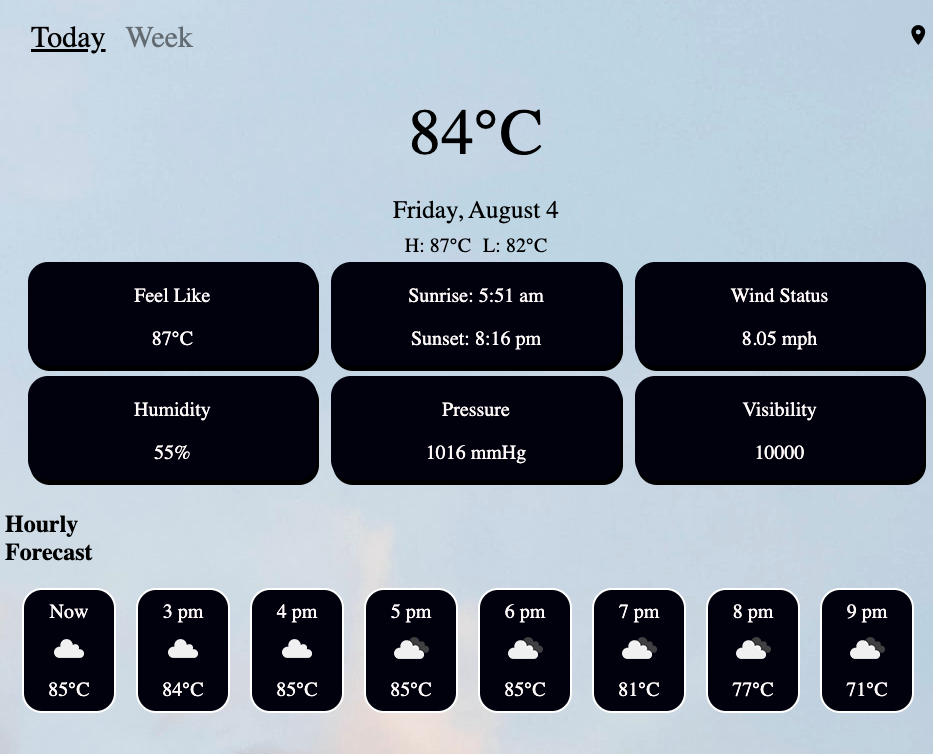 Today Week
84°C
Friday, August 4
H: 87°C L: 82°C
Feel Like
87°C
Sunrise: 5:51 am
Sunset: 8:16 pm
Wind Status
8.05 mph
Humidity
55%
Pressure
1016 mmHg
Visibility
10000
Hourly
Forecast
Now
85°C
3 pm
84°C
4 pm
85°C
5 pm
85°C
6 pm
85°C
7 pm
81°C
8 pm
77°C
9 pm
71°C